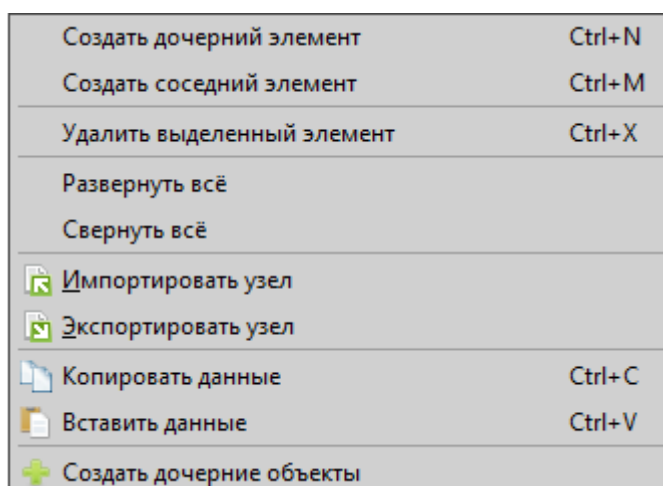 Создать дочерний элемент Ctrl+N
Создать соседний элемент Ctrl+M
Удалить выделенный элемент Ctrl+X
Развернуть всё
Свернуть всё
Импортировать узел
Экспортировать узел
Копировать данные Ctrl+C
Вставить данные Ctrl+V
Создать дочерние объекты